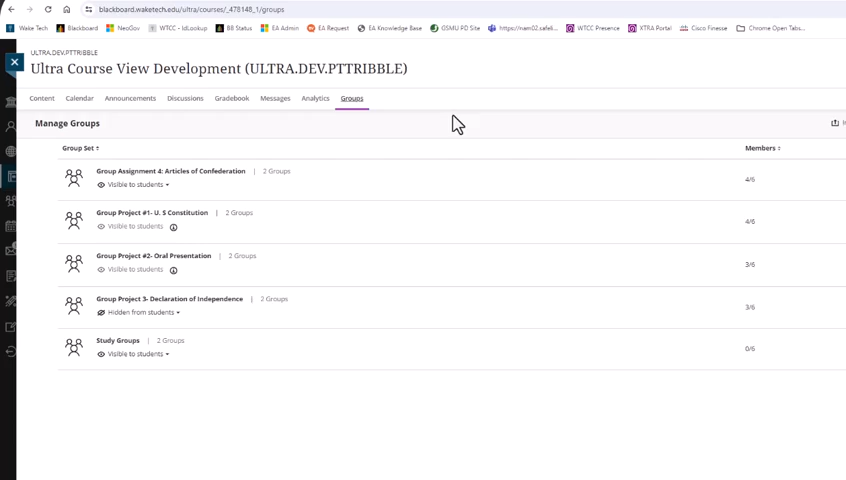 blackboard.waketech.edu/ultra/courses/_478148_1/groups
Wake Tech Blackboard NeoGov WTCC - IdLookup BB Status EA Admin EA Request EA Knowledge Base GSMU PD Site https://nam02.safeli... WTCC Presence XTRA Portal Cisco Finesse Chrome Open Tabs...
ULTRA.DEV.PTTRIBBLE
Ultra Course View Development (ULTRA.DEV.PTTRIBBLE)
Content Calendar Announcements Discussions Gradebook Messages Analytics Groups
Manage Groups
Group Set Members
Group Assignment 4: Articles of Confederation | 2 Groups
Visible to students 4/6
Group Project #1- U. S Constitution | 2 Groups
Visible to students 4/6
Group Project #2- Oral Presentation | 2 Groups
Visible to students 3/6
Group Project 3- Declaration of Independence | 2 Groups
Hidden from students 3/6
Study Groups | 2 Groups
Visible to students 0/6